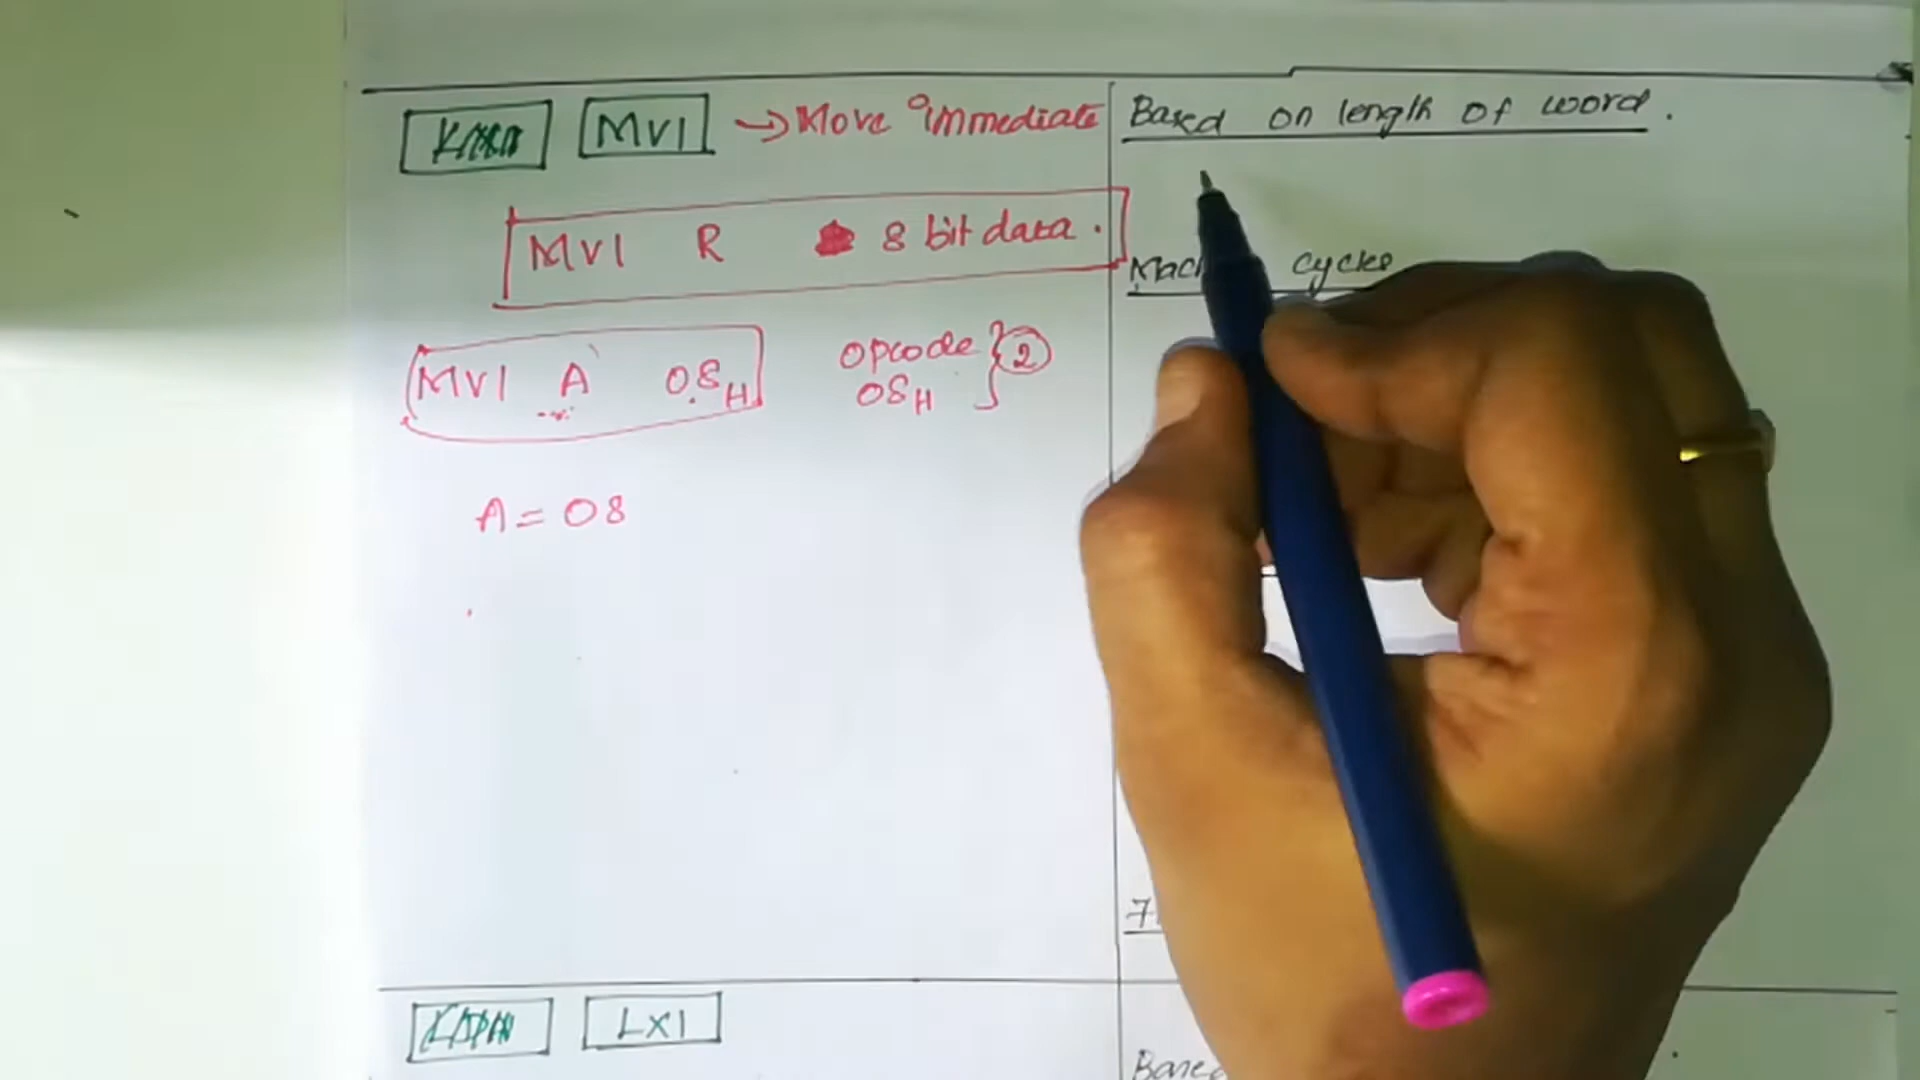 MVI → Move immediate
MVI R 8 bit data.
MVI A 08H
opcode
08H } 2
A = 08
LXI
Based on length of word.
cycles